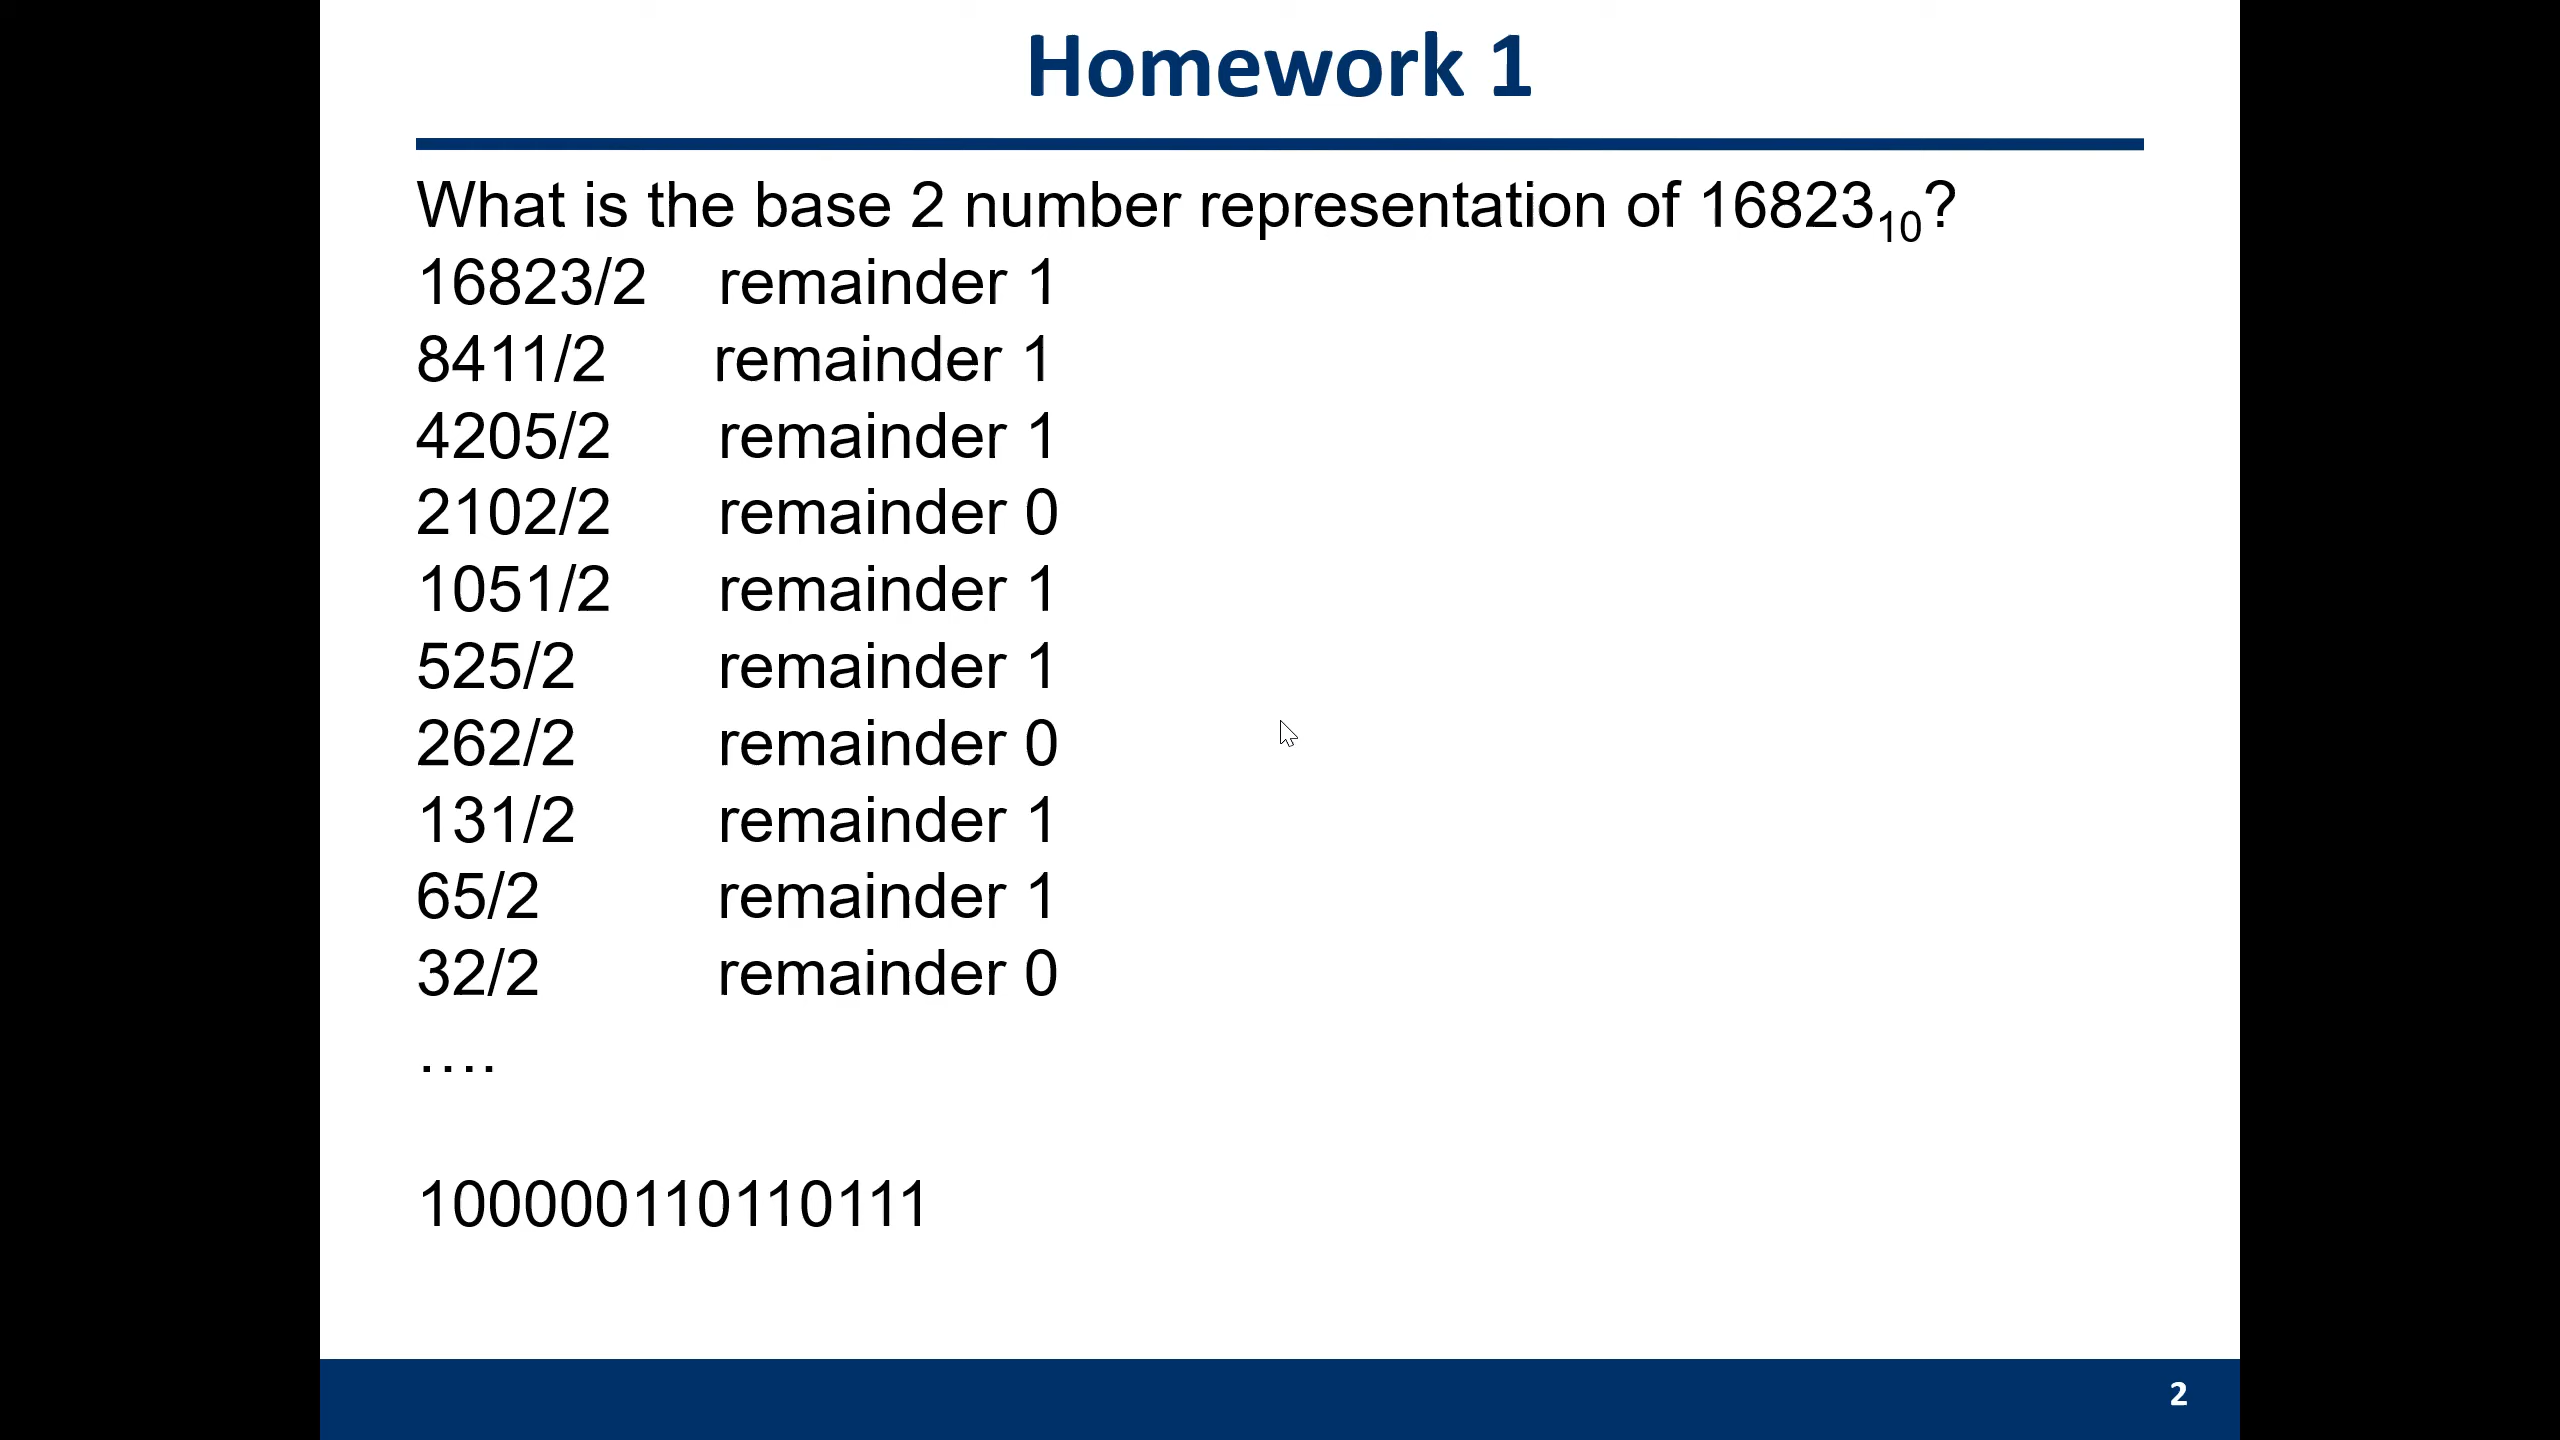 Homework 1
What is the base 2 number representation of 16823₁₀?
16823/2 remainder 1
8411/2 remainder 1
4205/2 remainder 1
2102/2 remainder 0
1051/2 remainder 1
525/2 remainder 1
262/2 remainder 0
131/2 remainder 1
65/2 remainder 1
32/2 remainder 0
….
100000110110111
2